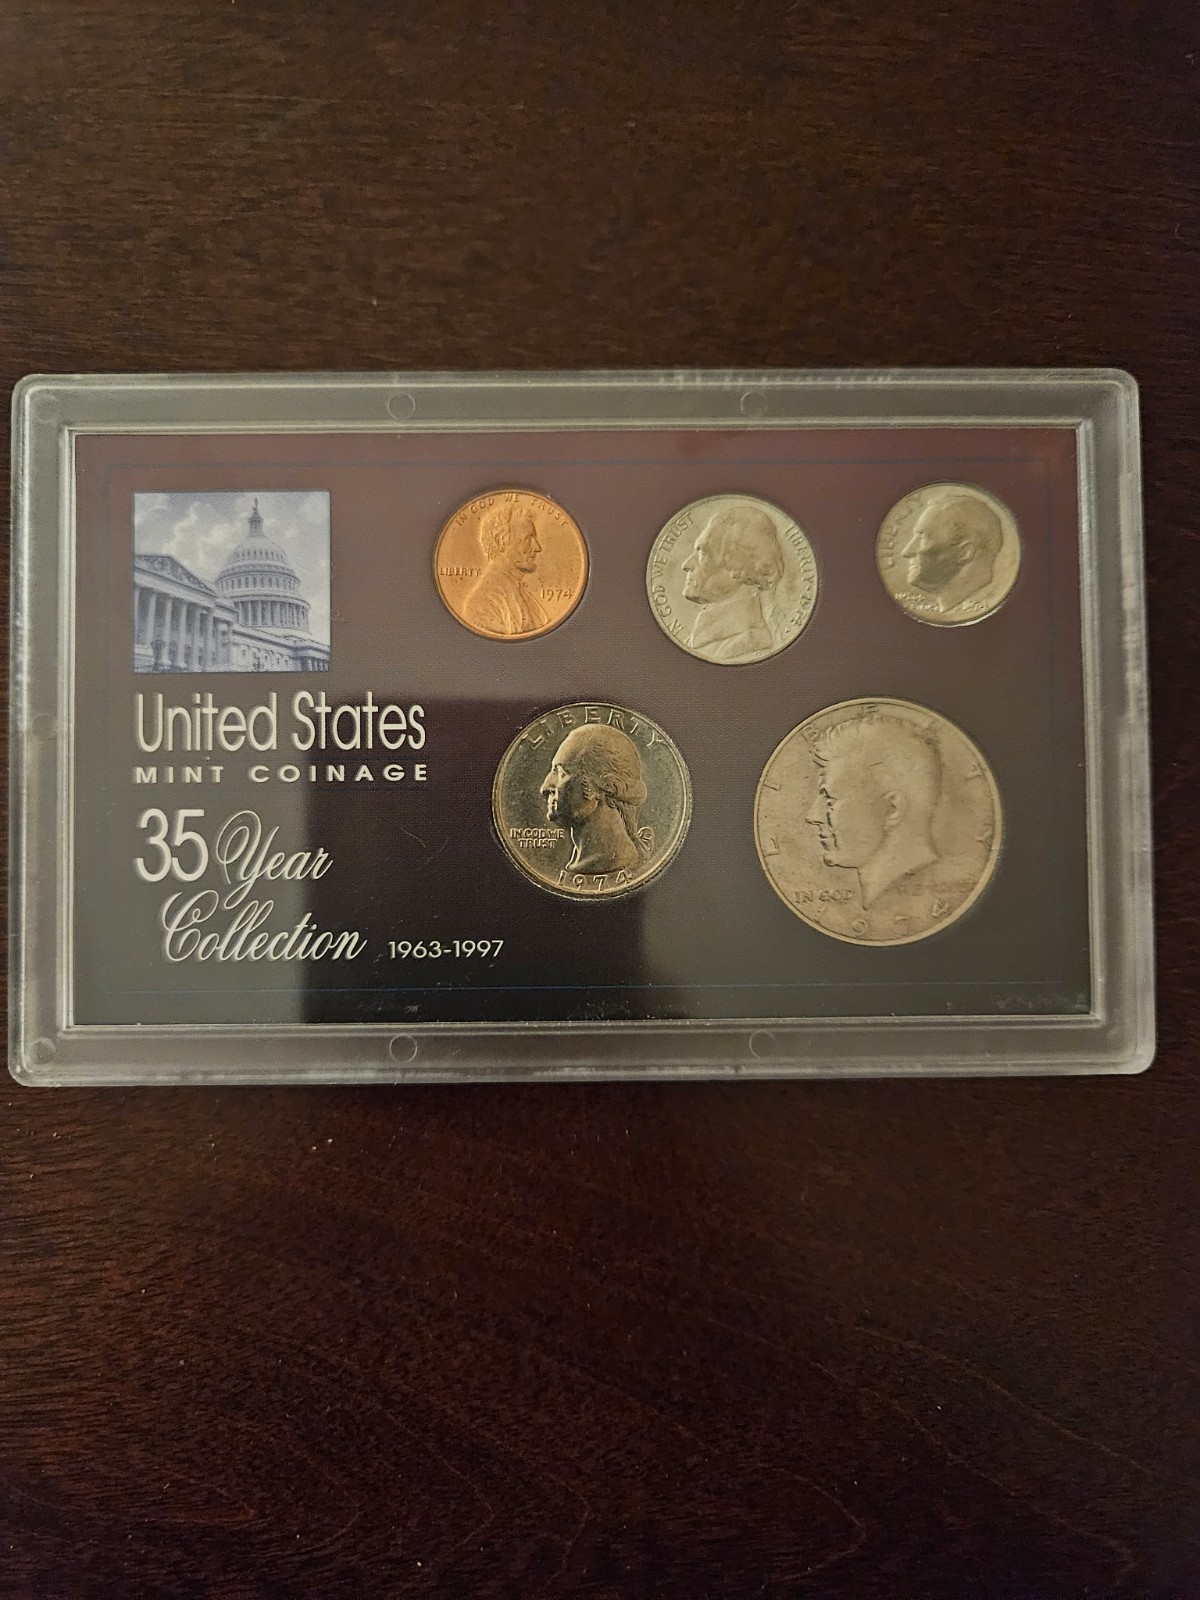 United States
MINT COINAGE
35 Year
Collection 1963-1997
IN GOD WE TRUST
LIBERTY
1974
IN GOD WE TRUST
LIBERTY · 1974
LIBERTY
LIBERTY
IN GOD WE
TRUST
1974
LIBERTY
IN GOD WE TRUST
1974